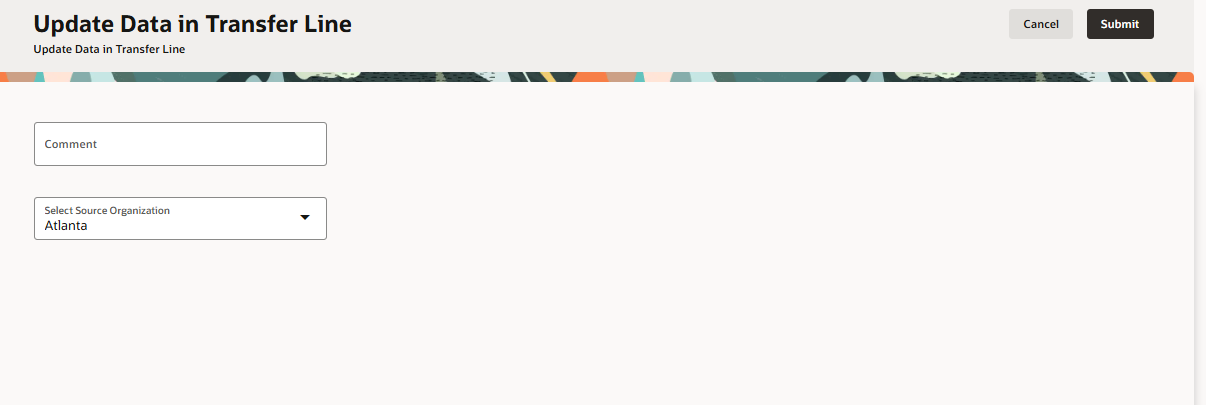 Update Data in Transfer Line
Cancel
Submit
Update Data in Transfer Line
Comment
Select Source Organization
Atlanta